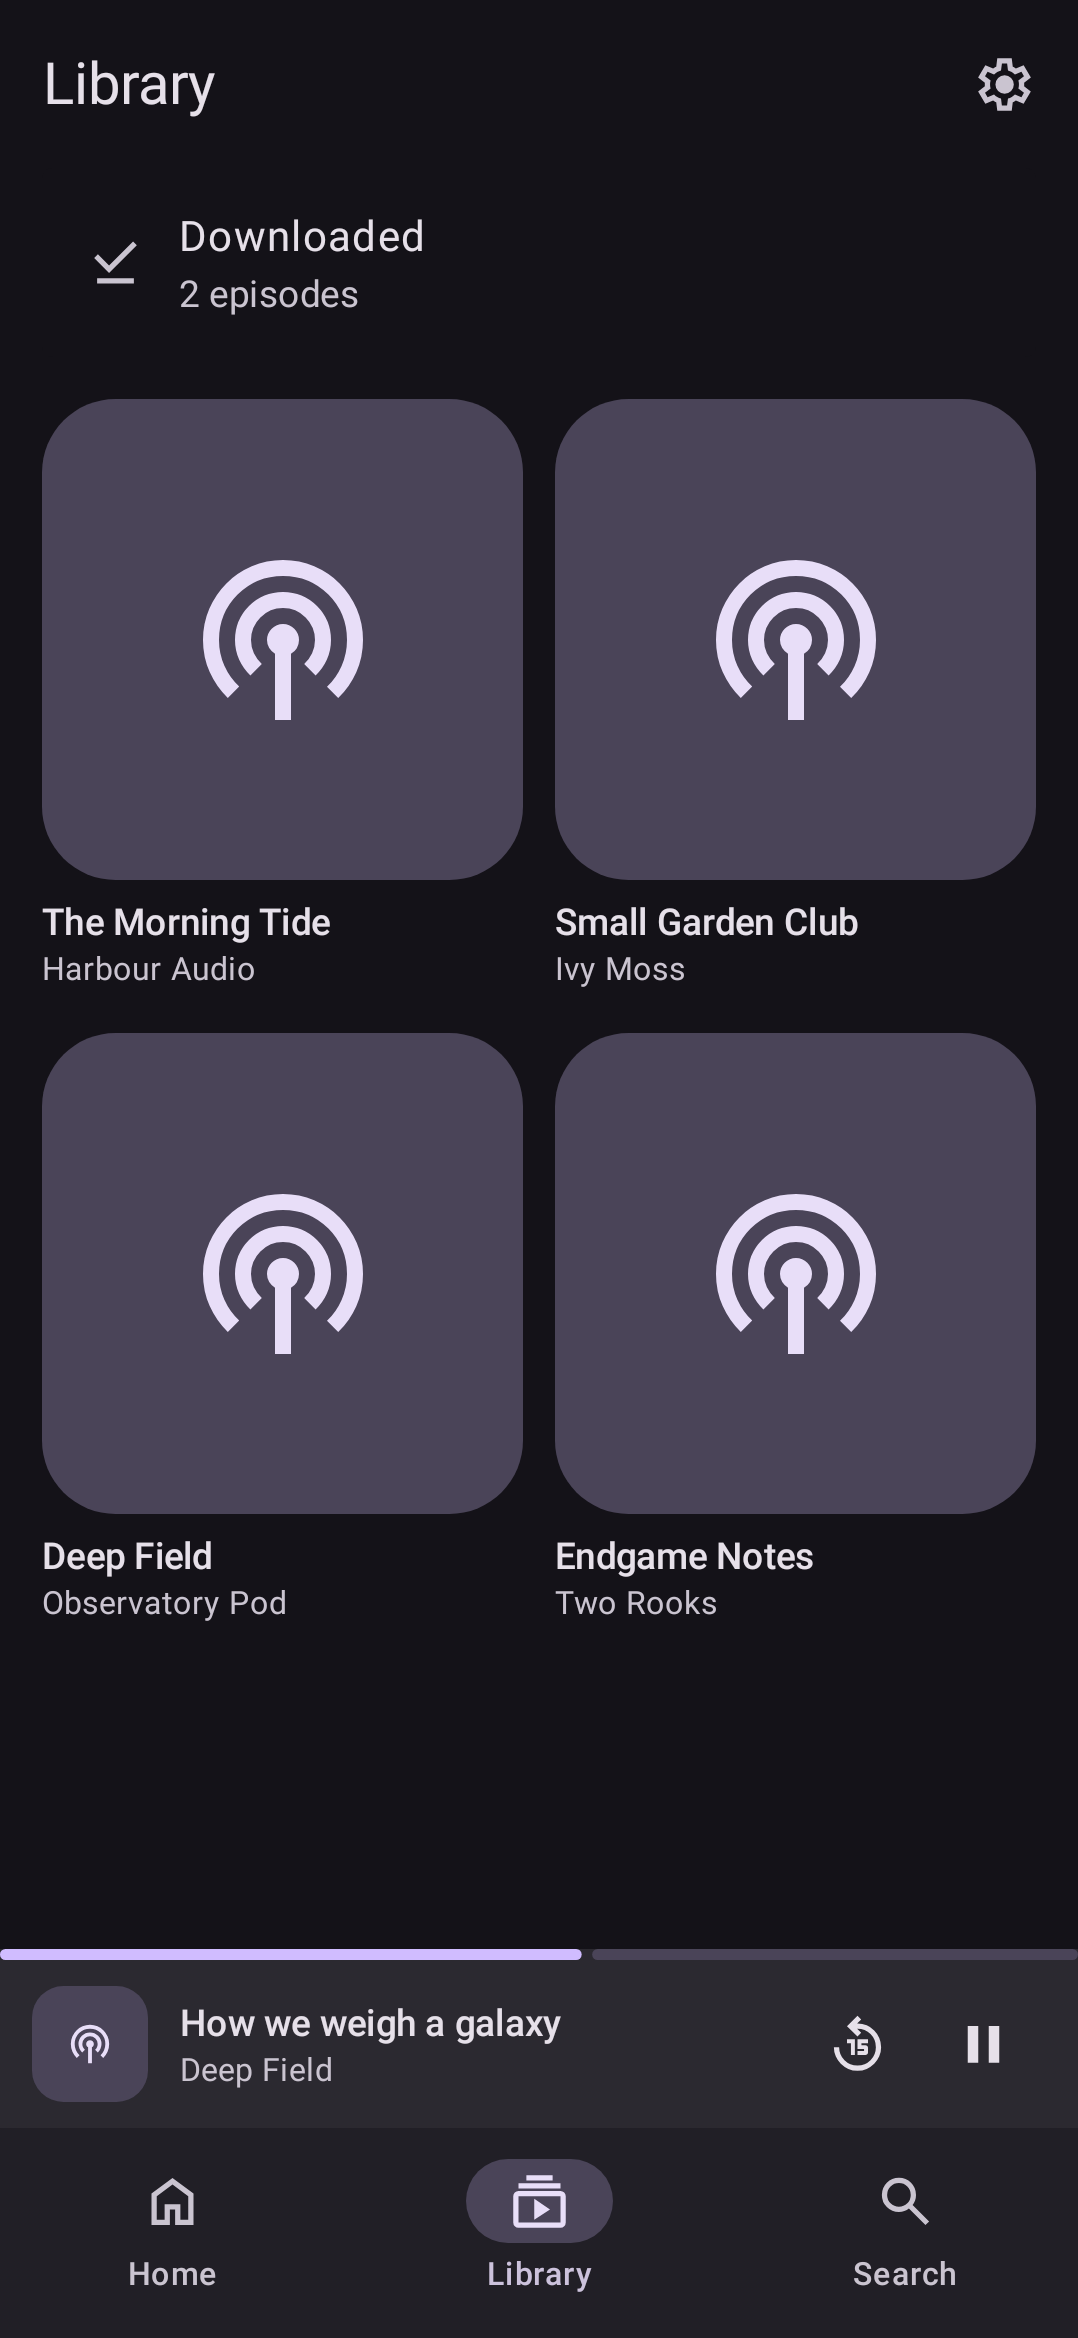 Library
Downloaded
2 episodes
The Morning Tide
Harbour Audio
Small Garden Club
Ivy Moss
Deep Field
Observatory Pod
Endgame Notes
Two Rooks
How we weigh a galaxy
Deep Field
15
Home
Library
Search